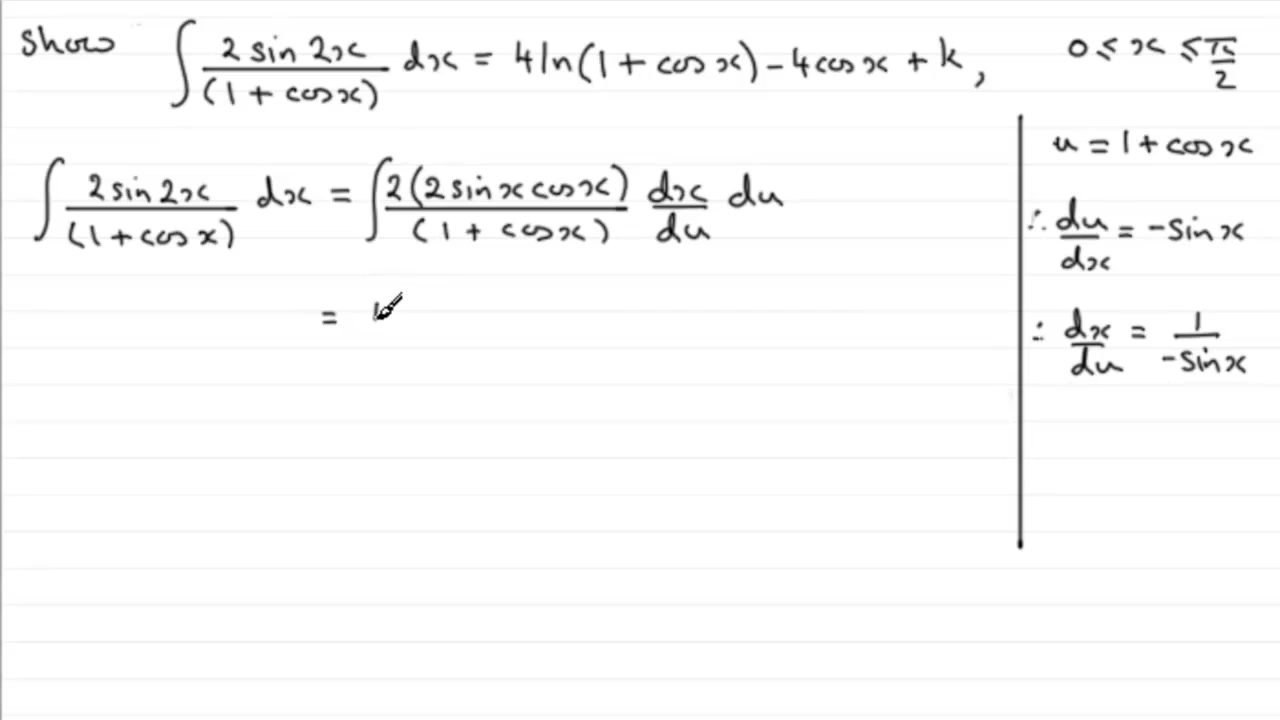 Show ∫ 2 sin 2x / (1 + cos x) dx = 4 ln(1 + cos x) - 4 cos x + k , 0 ≤ x ≤ π/2
∫ 2 sin 2x / (1 + cos x) dx = ∫ 2(2 sin x cos x) / (1 + cos x) dx/du du
=
u = 1 + cos x
∴ du/dx = -sin x
∴ dx/du = 1 / -sin x